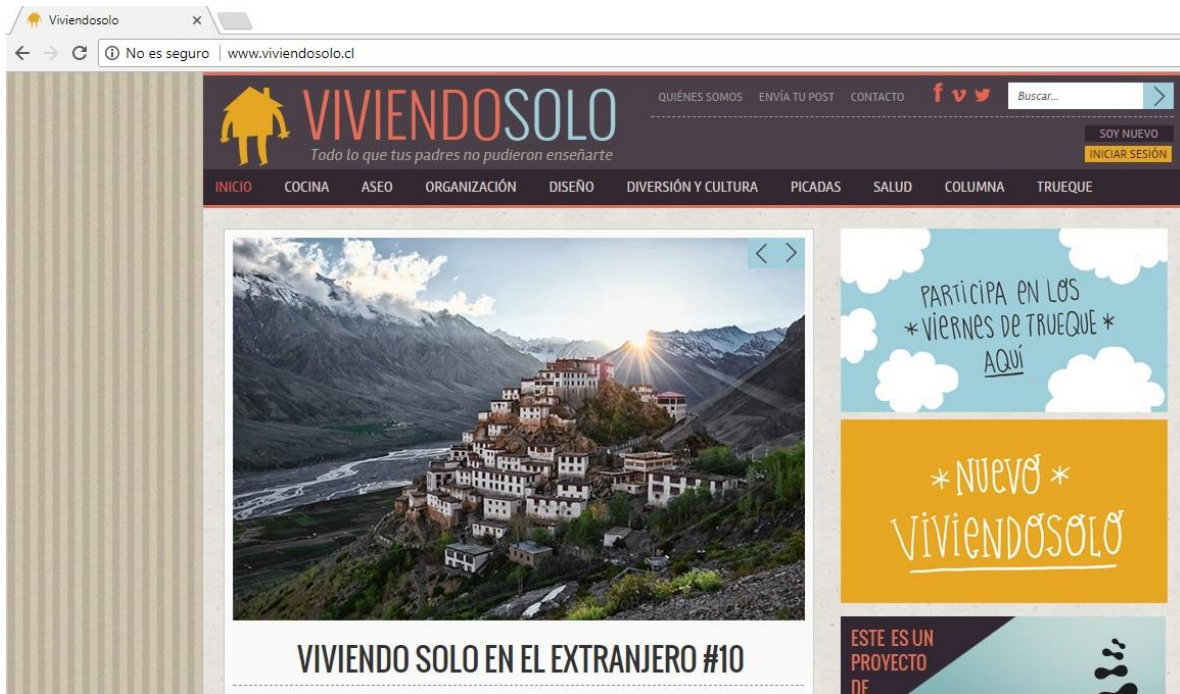 Viviendosolo
No es seguro www.viviendosolo.cl
VIVIENDOSOLO
Todo lo que tus padres no pudieron enseñarte
QUIÉNES SOMOS ENVÍA TU POST CONTACTO
Buscar...
SOY NUEVO
INICIAR SESIÓN
INICIO COCINA ASEO ORGANIZACIÓN DISEÑO DIVERSIÓN Y CULTURA PICADAS SALUD COLUMNA TRUEQUE
PARTICIPA EN LOS
*VIERNES DE TRUEQUE*
AQUÍ
*NUEVO*
VIVIENDOSOLO
VIVIENDO SOLO EN EL EXTRANJERO #10
ESTE ES UN
PROYECTO
DE